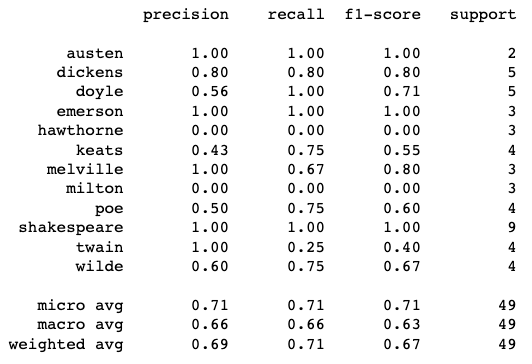 precision recall f1-score support
austen 1.00 1.00 1.00 2
dickens 0.80 0.80 0.80 5
doyle 0.56 1.00 0.71 5
emerson 1.00 1.00 1.00 3
hawthorne 0.00 0.00 0.00 3
keats 0.43 0.75 0.55 4
melville 1.00 0.67 0.80 3
milton 0.00 0.00 0.00 3
poe 0.50 0.75 0.60 4
shakespeare 1.00 1.00 1.00 9
twain 1.00 0.25 0.40 4
wilde 0.60 0.75 0.67 4
micro avg 0.71 0.71 0.71 49
macro avg 0.66 0.66 0.63 49
weighted avg 0.69 0.71 0.67 49